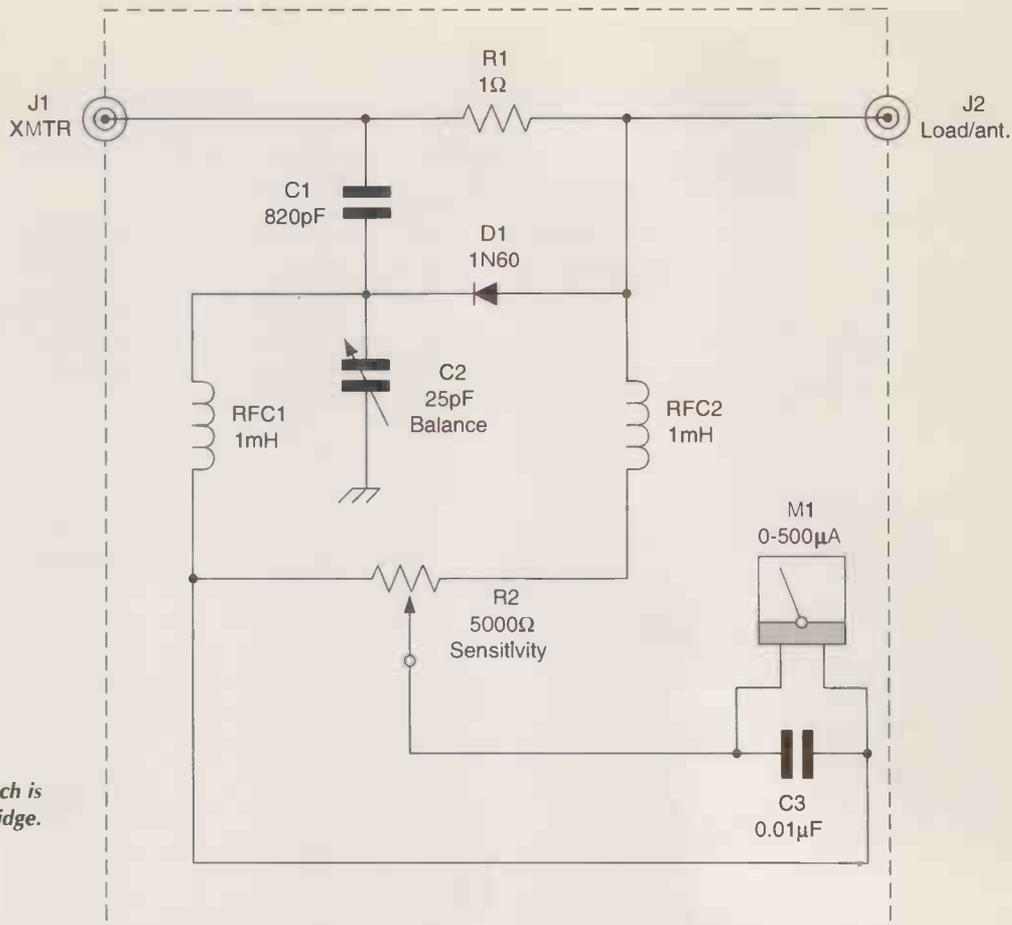 R1
1Ω
J1
XMTR
J2
Load/ant.
C1
820pF
D1
1N60
C2
25pF
Balance
RFC1
1mH
RFC2
1mH
M1
0-500μA
R2
5000Ω
Sensitivity
C3
0.01μF
ch is
idge.